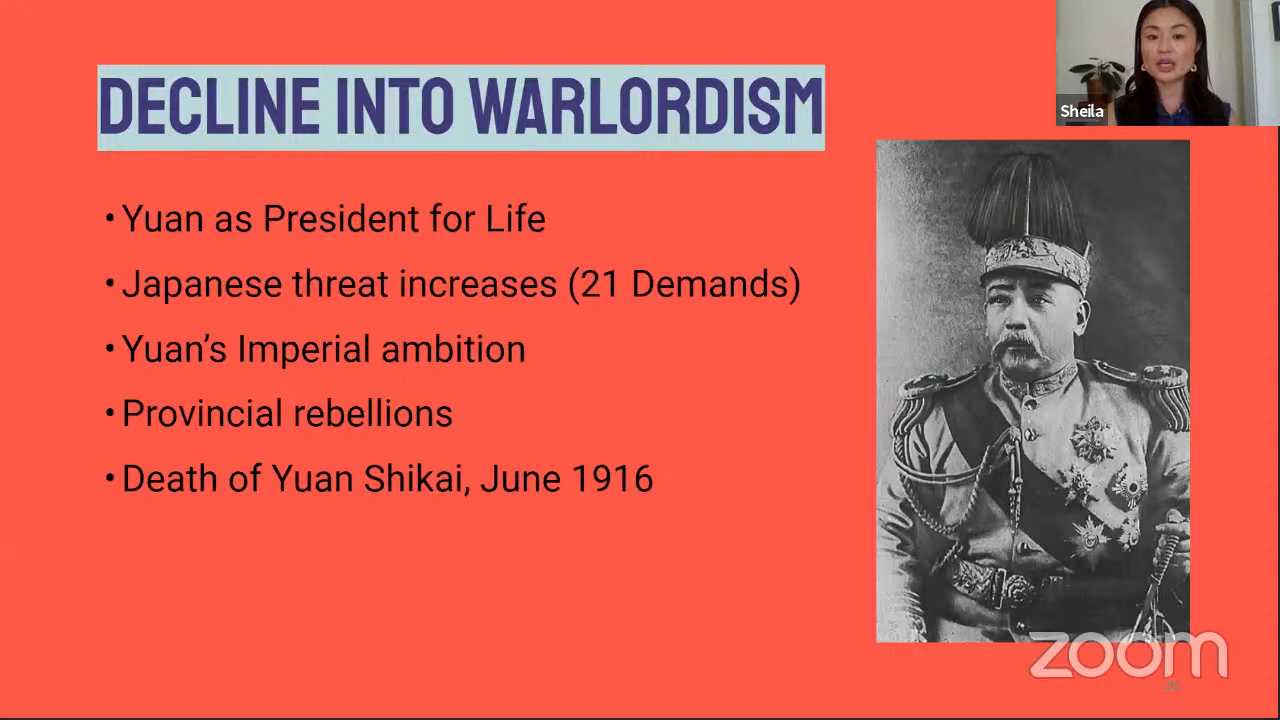 DECLINE INTO WARLORDISM
Sheila
• Yuan as President for Life
• Japanese threat increases (21 Demands)
• Yuan’s Imperial ambition
• Provincial rebellions
• Death of Yuan Shikai, June 1916
zoom